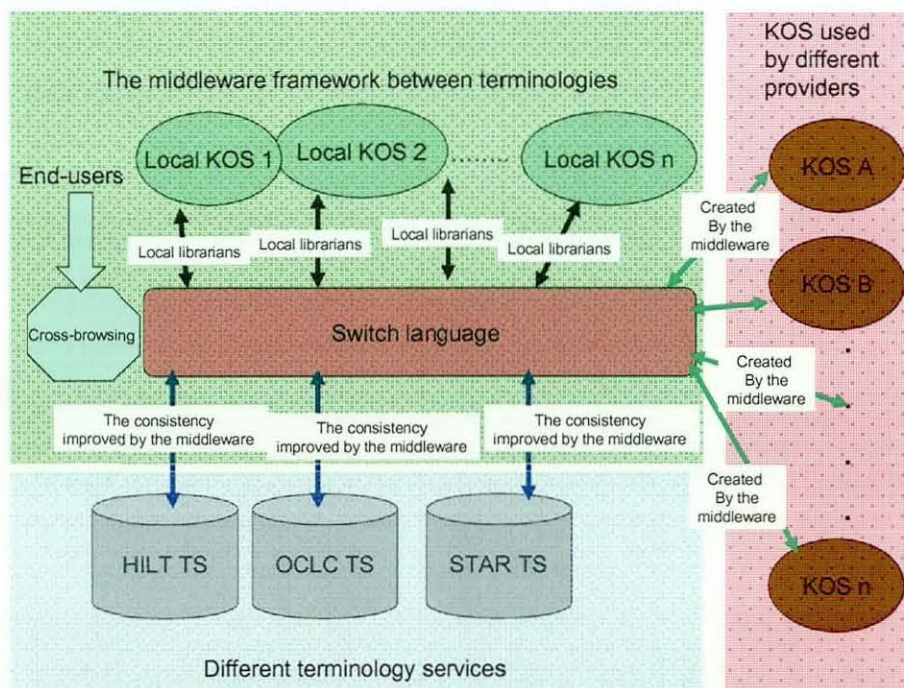 The middleware framework between terminologies
KOS used
by different
providers
Local KOS 1
Local KOS 2
........
Local KOS n
KOS A
End-users
Created
By the
middleware
Local librarians
Local librarians
Local librarians
Local librarians
KOS B
Cross-browsing
Switch language
Created
By the
middleware
The consistency
improved by the middleware
The consistency
improved by the middleware
The consistency
improved by the middleware
Created
By the
middleware
HILT TS
OCLC TS
STAR TS
KOS n
Different terminology services